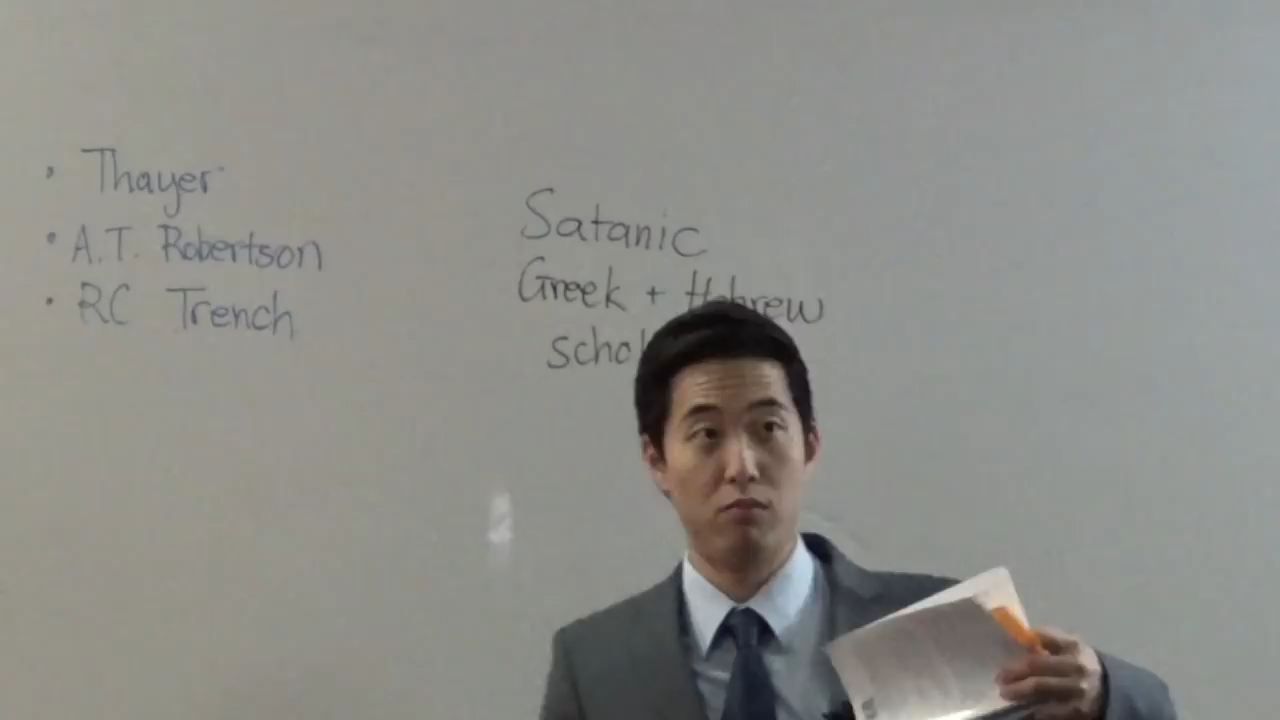 • Thayer
• A.T. Robertson
• RC Trench
Satanic
Greek + Hebrew